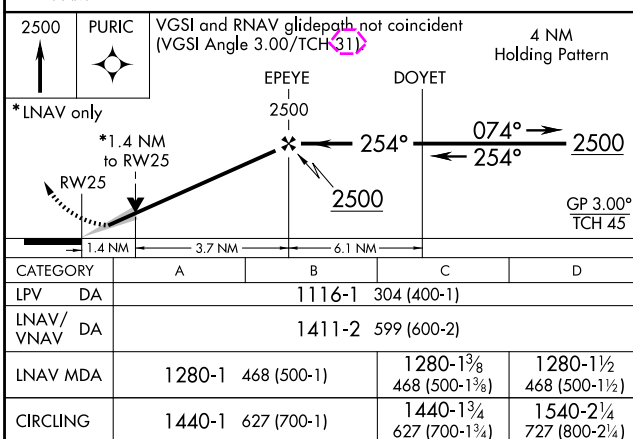 2500
PURIC
VGSI and RNAV glidepath not coincident
(VGSI Angle 3.00/TCH 31).
4 NM
Holding Pattern
EPEYE
DOYET
*LNAV only
2500
*1.4 NM
to RW25
254°
074°
254°
2500
RW25
2500
GP 3.00°
TCH 45
1.4 NM
3.7 NM
6.1 NM
CATEGORY A B C D
LPV DA 1116-1 304 (400-1)
LNAV/
VNAV DA 1411-2 599 (600-2)
LNAV MDA 1280-1 468 (500-1) 1280-1⅜ 468 (500-1⅜) 1280-1½ 468 (500-1½)
CIRCLING 1440-1 627 (700-1) 1440-1¾ 627 (700-1¾) 1540-2¼ 727 (800-2¼)